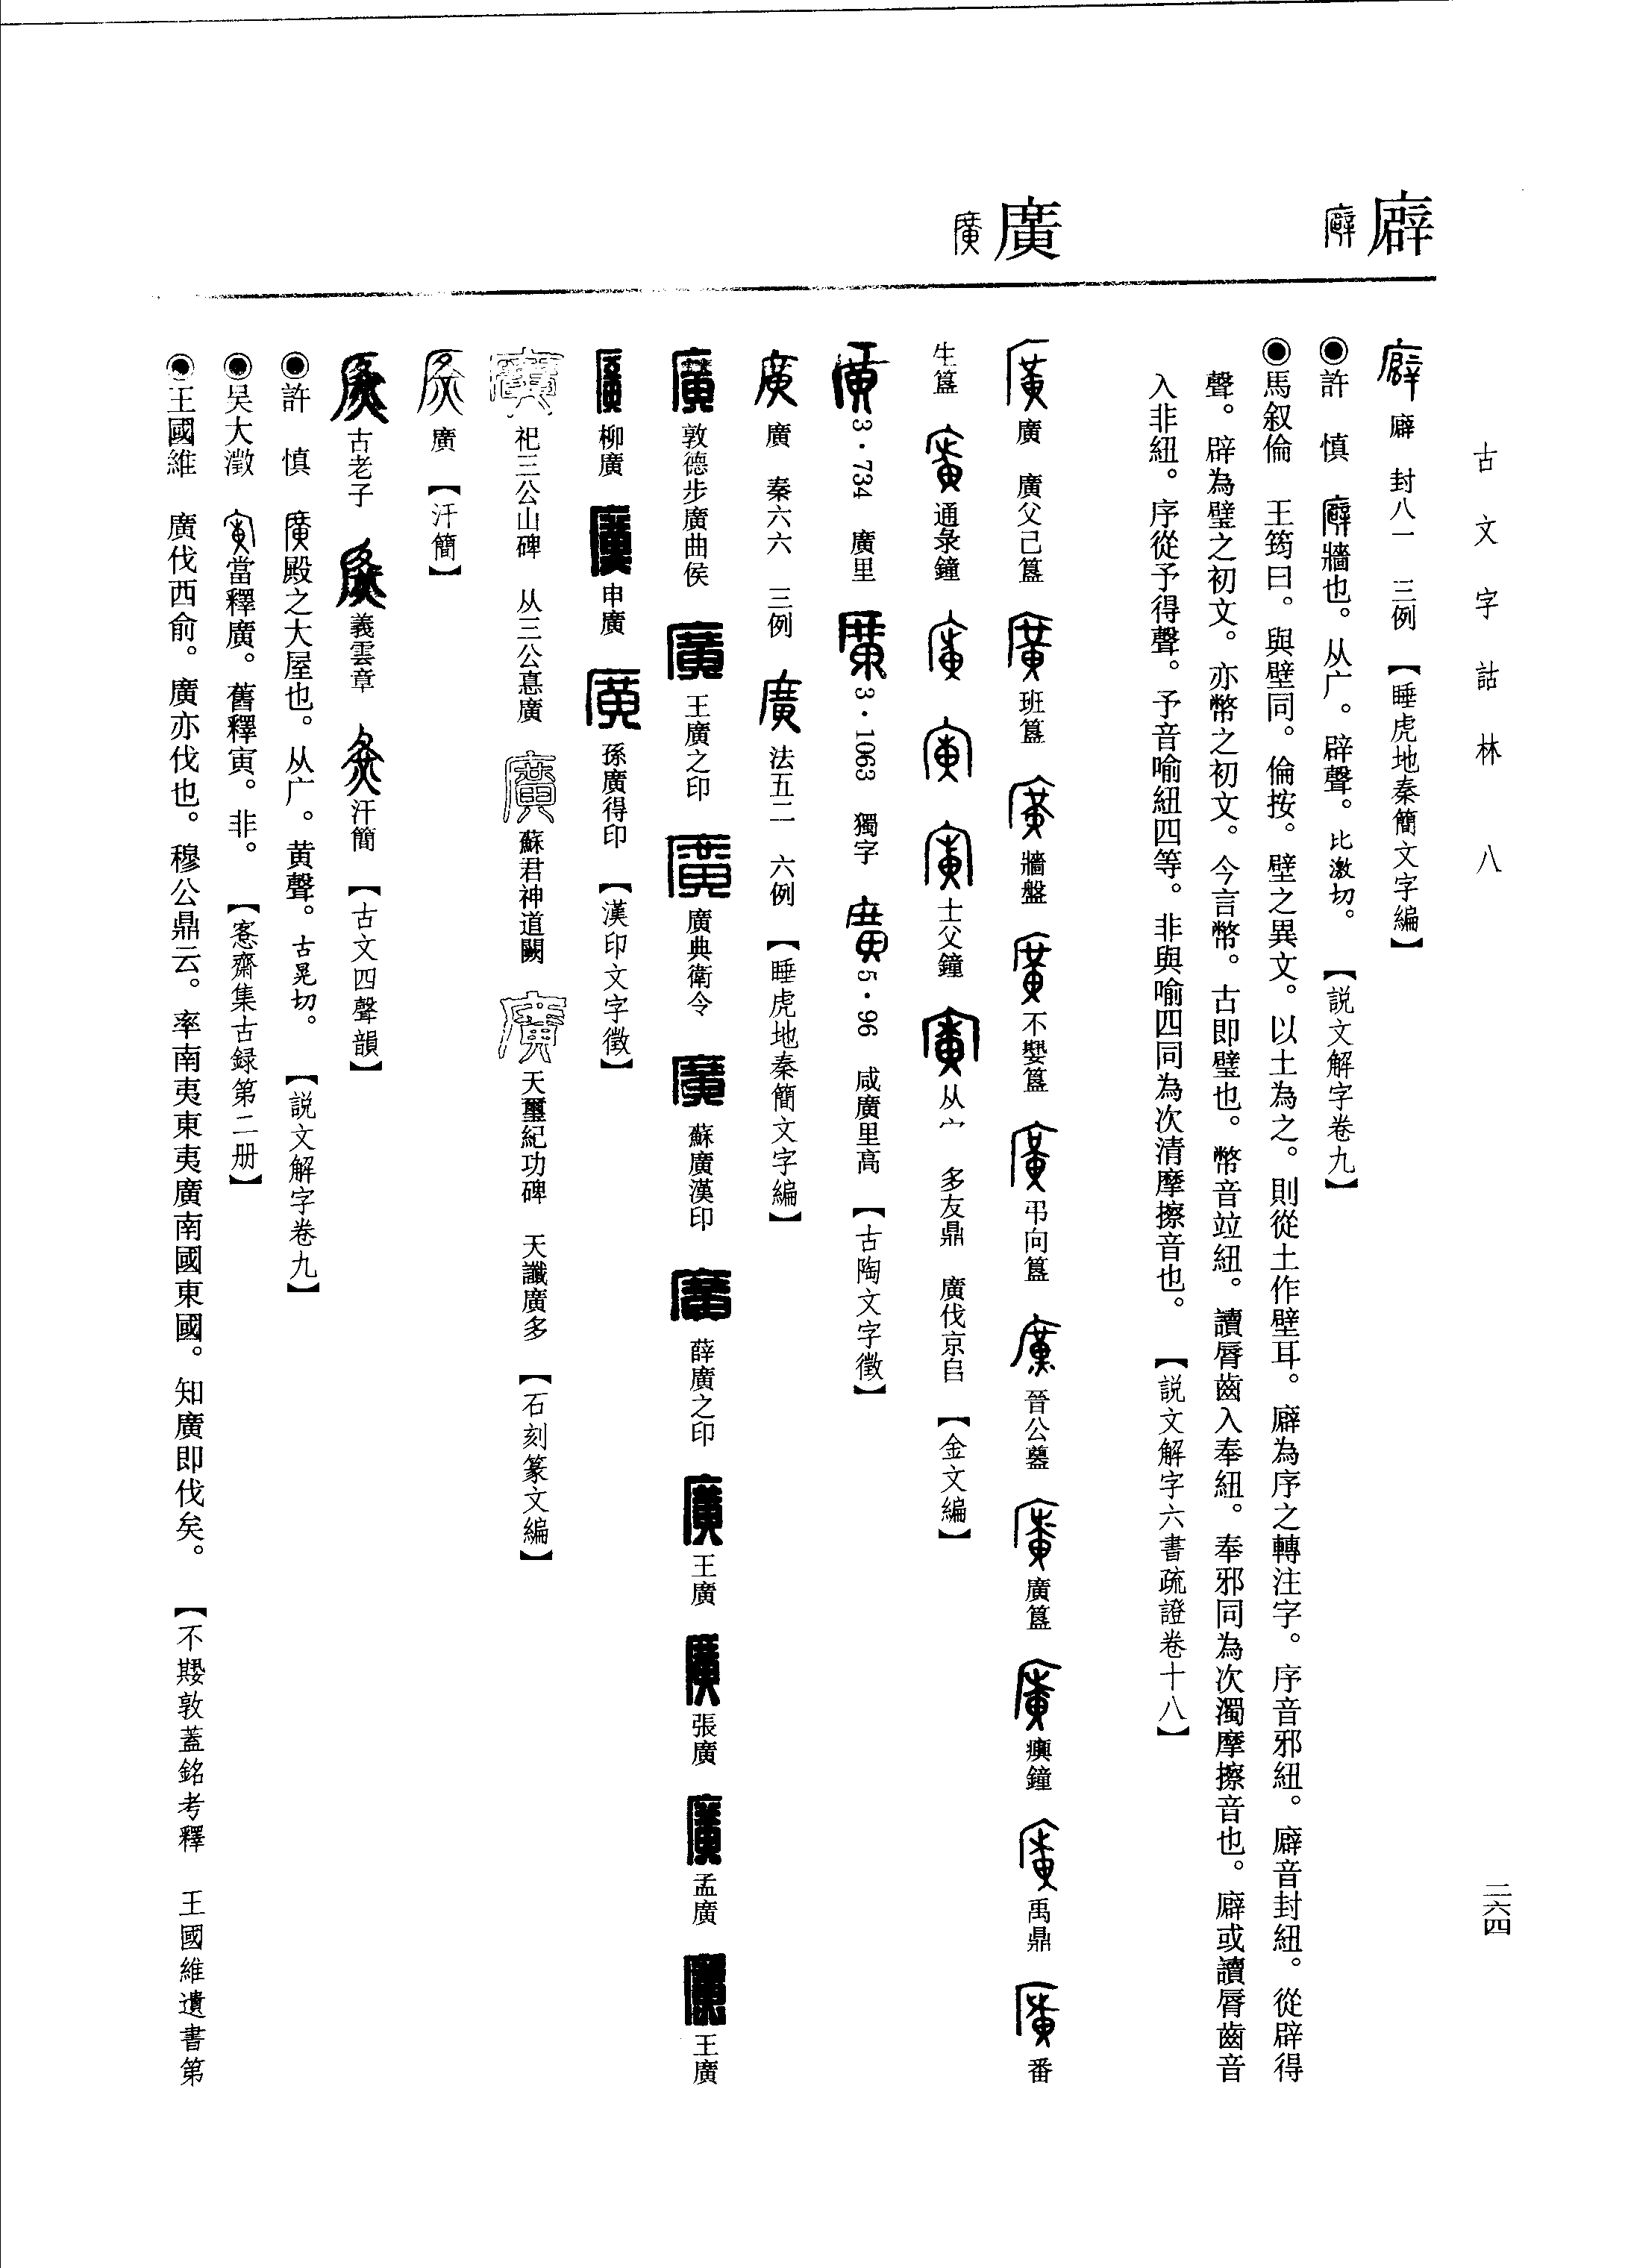 古文字詁林 八
二六四
廦
廣
廦 封八一 三例 【睡虎地秦簡文字編】
◉許 慎 廦牆也。从广。辟聲。比激切。 【説文解字卷九】
◉馬叙倫 王筠曰。與壁同。倫按。壁之異文。以土為之。則從土作壁耳。廦為序之轉注字。序音邪紐。廦音封紐。從辟得
聲。辟為璧之初文。亦幣之初文。今言幣。古即璧也。幣音竝紐。讀脣齒入奉紐。奉邪同為次濁摩擦音也。廦或讀脣齒音
入非紐。序從予得聲。予音喻紐四等。非與喻四同為次清摩擦音也。 【説文解字六書疏證卷十八】
廣 廣父己簋 班簋 牆盤 不𡢁簋 弔向簋 晉公𥂴 廣簋 𤼈鐘 禹鼎 番
生簋 通彔鐘 士父鐘 从宀 多友鼎 廣伐京𠂤 【金文編】
3·734 廣里 3·1063 獨字 5·96 咸廣里高 【古陶文字徵】
廣 秦六六 三例 法五二 六例 【睡虎地秦簡文字編】
敦德步廣曲侯 王廣之印 廣典衛令 蘇廣漢印 薛廣之印 王廣 張廣 孟廣 王廣
柳廣 申廣 孫廣得印 【漢印文字徵】
祀三公山碑 从三公悳廣 蘇君神道闕 天璽紀功碑 天讖廣多 【石刻篆文編】
廣 【汗簡】
古老子 義雲章 汗簡 【古文四聲韻】
◉許 慎 廣殿之大屋也。从广。黄聲。古晃切。 【説文解字卷九】
◉吴大澂 當釋廣。舊釋寅。非。 【愙齋集古録第二册】
◉王國維 廣伐西俞。廣亦伐也。穆公鼎云。率南夷東夷廣南國東國。知廣即伐矣。 【不𡢁敦蓋銘考釋 王國維遺書第